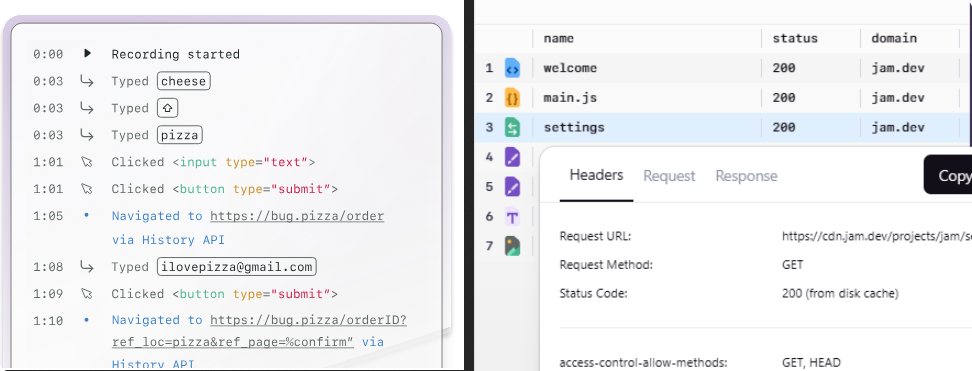 0:00 Recording started
0:03 Typed cheese
0:03 Typed ⇧
0:03 Typed pizza
1:01 Clicked <input type="text">
1:01 Clicked <button type="submit">
1:05 Navigated to https://bug.pizza/order
via History API
1:08 Typed ilovepizza@gmail.com
1:09 Clicked <button type="submit">
1:10 Navigated to https://bug.pizza/orderID?
ref_loc=pizza&ref_page=%confirm” via
History API
name status domain
1 welcome 200 jam.dev
2 main.js 200 jam.dev
3 settings 200 jam.dev
4
5
6 T
7
Headers Request Response Copy
Request URL: https://cdn.jam.dev/projects/jam/se
Request Method: GET
Status Code: 200 (from disk cache)
access-control-allow-methods: GET, HEAD